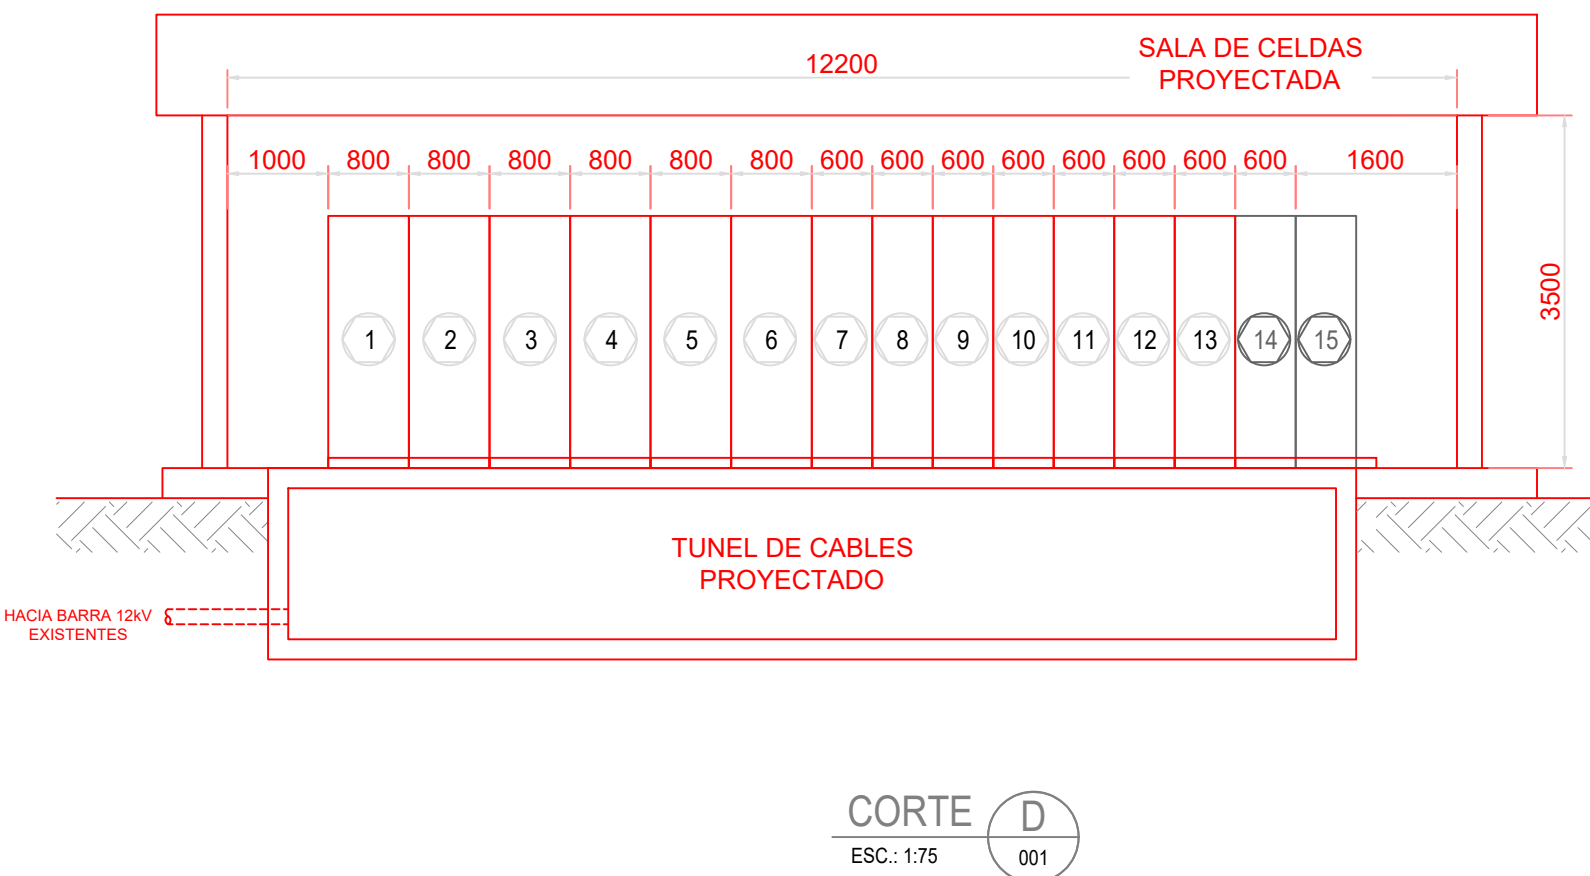 SALA DE CELDAS
PROYECTADA
12200
1000 800 800 800 800 800 800 600 600 600 600 600 600 600 600 1600
3500
1 2 3 4 5 6 7 8 9 10 11 12 13 14 15
TUNEL DE CABLES
PROYECTADO
HACIA BARRA 12kV
EXISTENTES
CORTE D
ESC.: 1:75 001